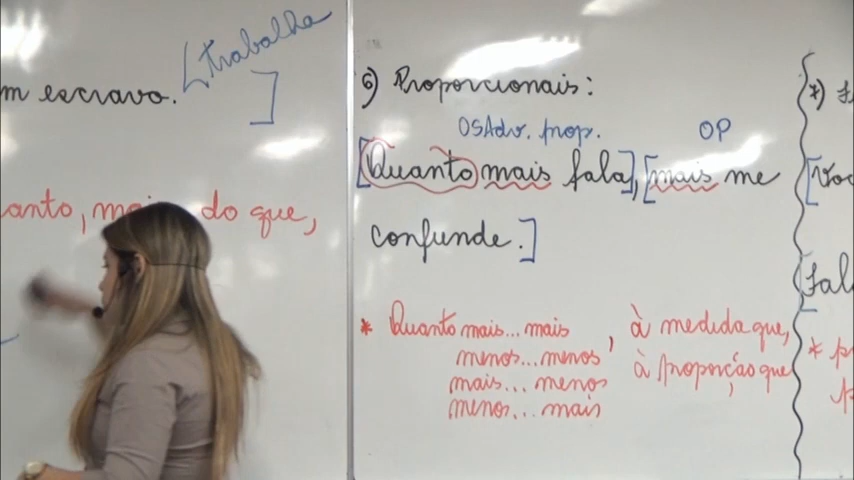 trabalha
m escravo.
anto, mais do que,
6) Proporcionais:
OSAdv. prop. OP
[Quanto mais fala], [mais me
confunde.]
* Quanto mais... mais, à medida que,
menos... menos à proporção que
mais... menos
menos... mais
*)
[Voc
Fal
* p
p